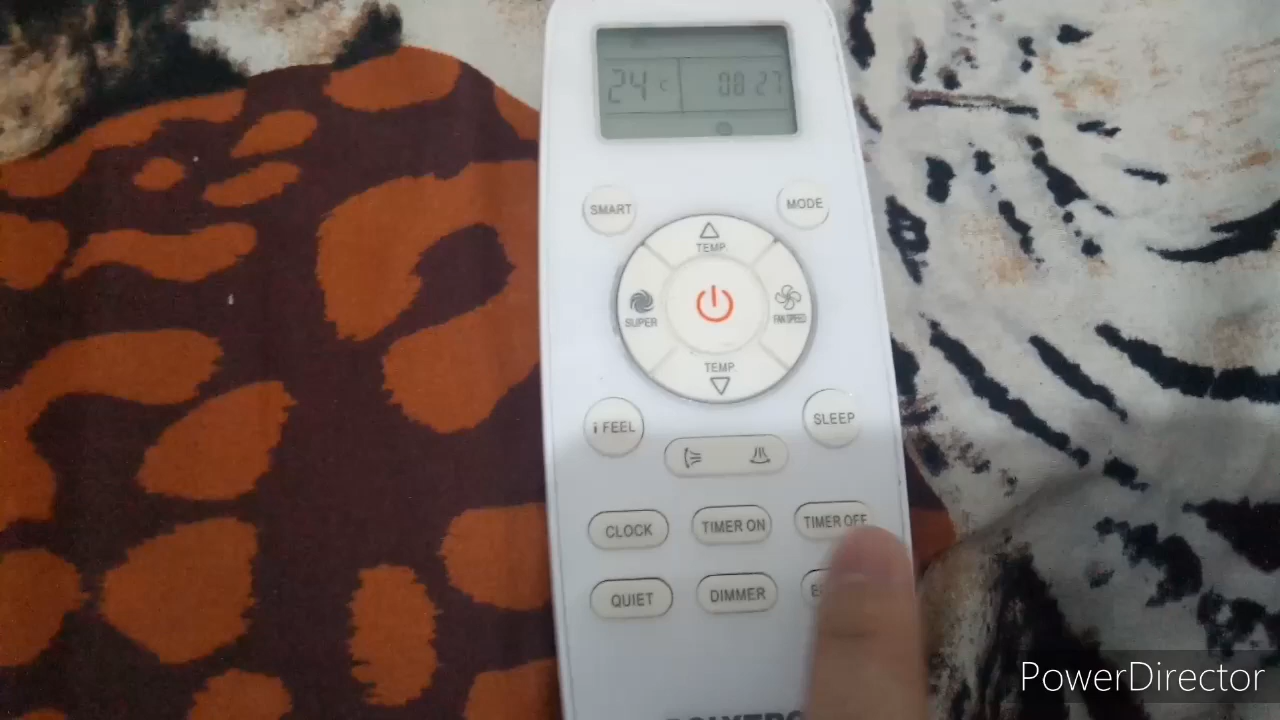 24 c 00 27
SMART
MODE
TEMP.
SUPER
FAN SPEED
TEMP.
i FEEL
SLEEP
CLOCK
TIMER ON
TIMER OFF
QUIET
DIMMER
PowerDirector